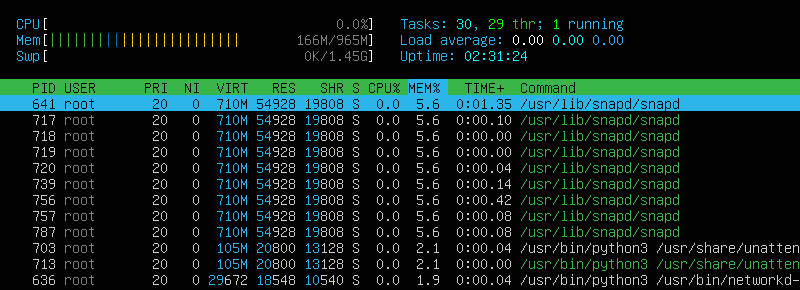 CPU[ 0.0%] Tasks: 30, 29 thr; 1 running
Mem[||||||||||||||||||||||||| 166M/965M] Load average: 0.00 0.00 0.00
Swp[ 0K/1.45G] Uptime: 02:31:24
PID USER PRI NI VIRT RES SHR S CPU% MEM% TIME+ Command
641 root 20 0 710M 54928 19808 S 0.0 5.6 0:01.35 /usr/lib/snapd/snapd
717 root 20 0 710M 54928 19808 S 0.0 5.6 0:00.10 /usr/lib/snapd/snapd
718 root 20 0 710M 54928 19808 S 0.0 5.6 0:00.00 /usr/lib/snapd/snapd
719 root 20 0 710M 54928 19808 S 0.0 5.6 0:00.00 /usr/lib/snapd/snapd
720 root 20 0 710M 54928 19808 S 0.0 5.6 0:00.04 /usr/lib/snapd/snapd
739 root 20 0 710M 54928 19808 S 0.0 5.6 0:00.14 /usr/lib/snapd/snapd
756 root 20 0 710M 54928 19808 S 0.0 5.6 0:00.42 /usr/lib/snapd/snapd
757 root 20 0 710M 54928 19808 S 0.0 5.6 0:00.08 /usr/lib/snapd/snapd
787 root 20 0 710M 54928 19808 S 0.0 5.6 0:00.08 /usr/lib/snapd/snapd
703 root 20 0 105M 20800 13128 S 0.0 2.1 0:00.04 /usr/bin/python3 /usr/share/unatten
713 root 20 0 105M 20800 13128 S 0.0 2.1 0:00.00 /usr/bin/python3 /usr/share/unatten
636 root 20 0 29672 18548 10540 S 0.0 1.9 0:00.04 /usr/bin/python3 /usr/bin/networkd-